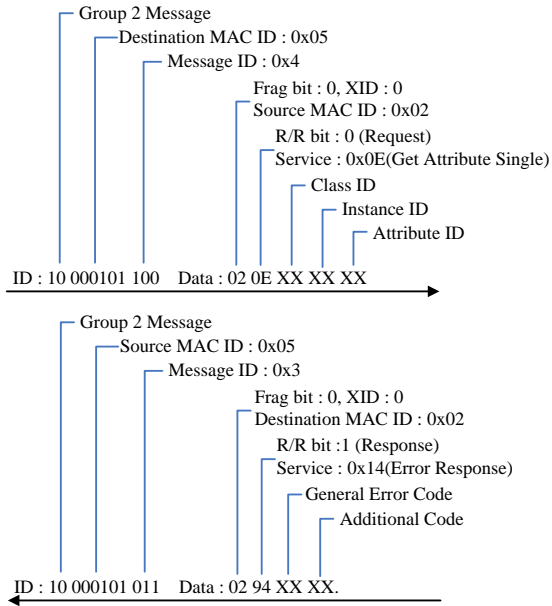 Group 2 Message
Destination MAC ID : 0x05
Message ID : 0x4
Frag bit : 0, XID : 0
Source MAC ID : 0x02
R/R bit : 0 (Request)
Service : 0x0E(Get Attribute Single)
Class ID
Instance ID
Attribute ID
ID : 10 000101 100 Data : 02 0E XX XX XX
Group 2 Message
Source MAC ID : 0x05
Message ID : 0x3
Frag bit : 0, XID : 0
Destination MAC ID : 0x02
R/R bit :1 (Response)
Service : 0x14(Error Response)
General Error Code
Additional Code
ID : 10 000101 011 Data : 02 94 XX XX.